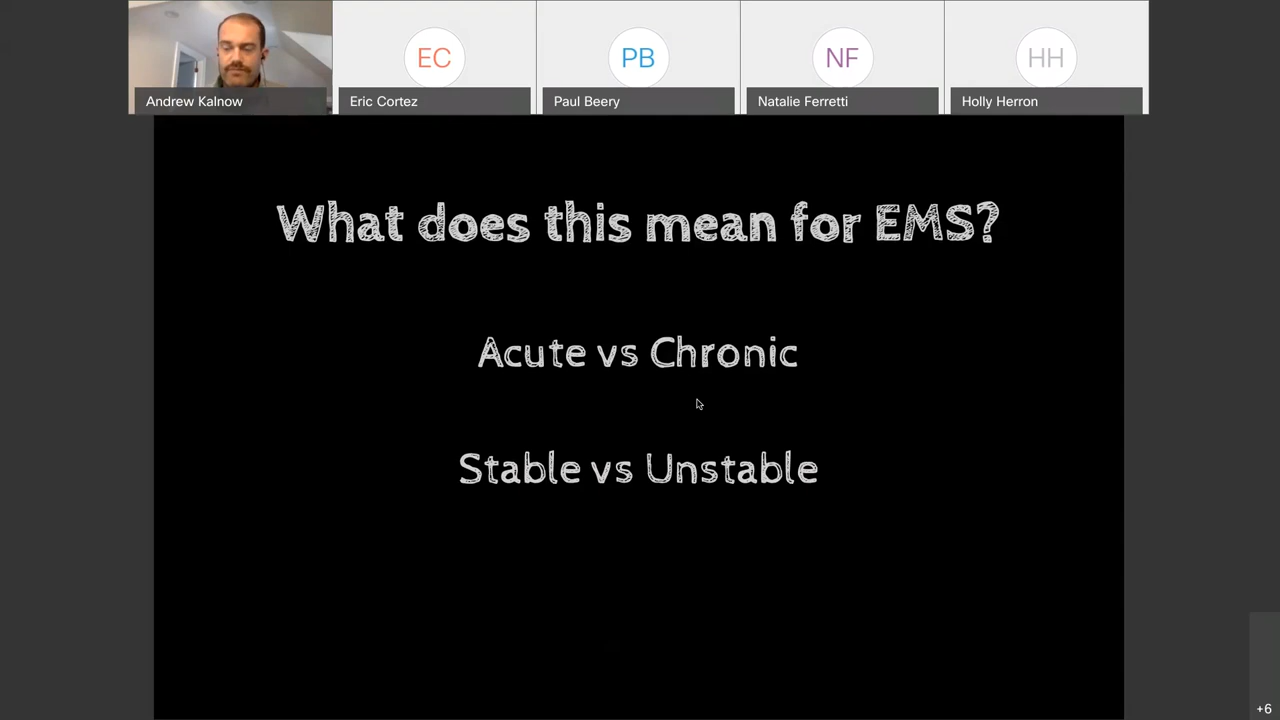 EC
PB
NF
HH
Andrew Kalnow
Eric Cortez
Paul Beery
Natalie Ferretti
Holly Herron
What does this mean for EMS?
Acute vs Chronic
Stable vs Unstable
+6